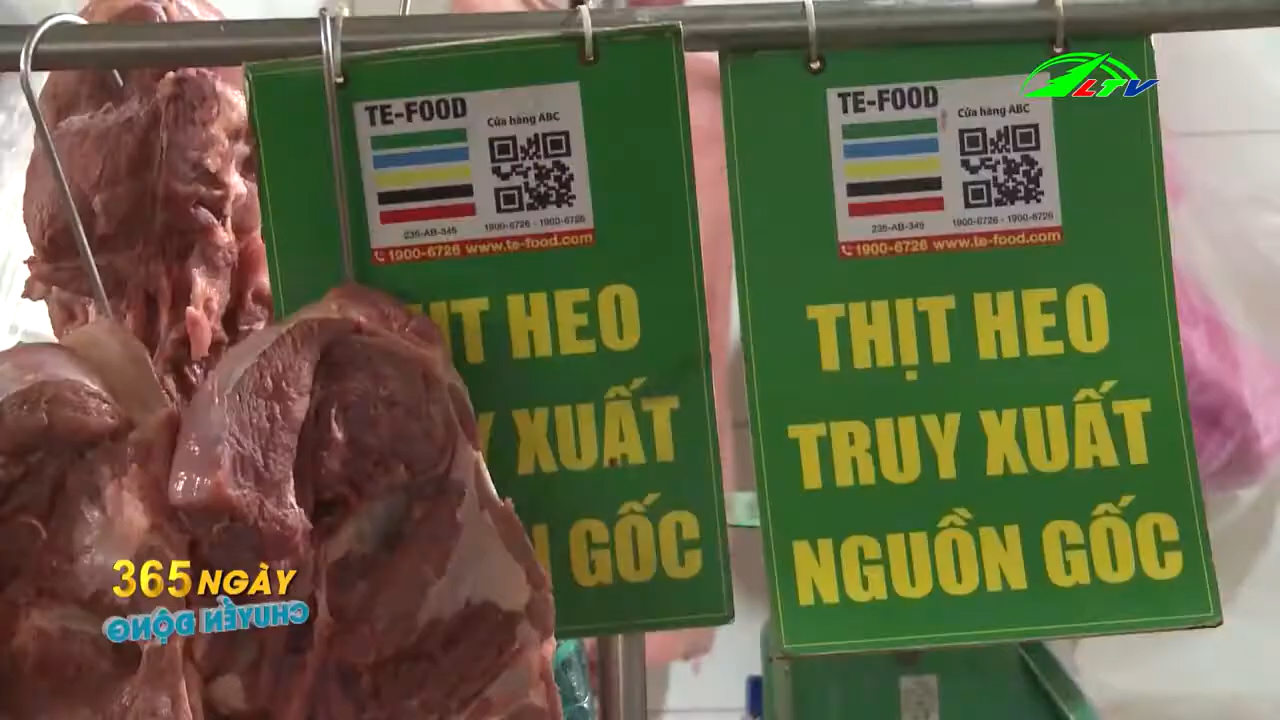 TE-FOOD
Cửa hàng ABC
235-AB-345
1900-6726 - 1900-6726
1900-6726 www.te-food.com
HEO
XUẤT
GỐC
TE-FOOD
Cửa hàng ABC
235-AB-345
1900-6726 - 1900-6726
1900-6726 www.te-food.com
THỊT HEO
TRUY XUẤT
NGUỒN GỐC
LTV
365 NGÀY
CHUYỂN ĐỘNG